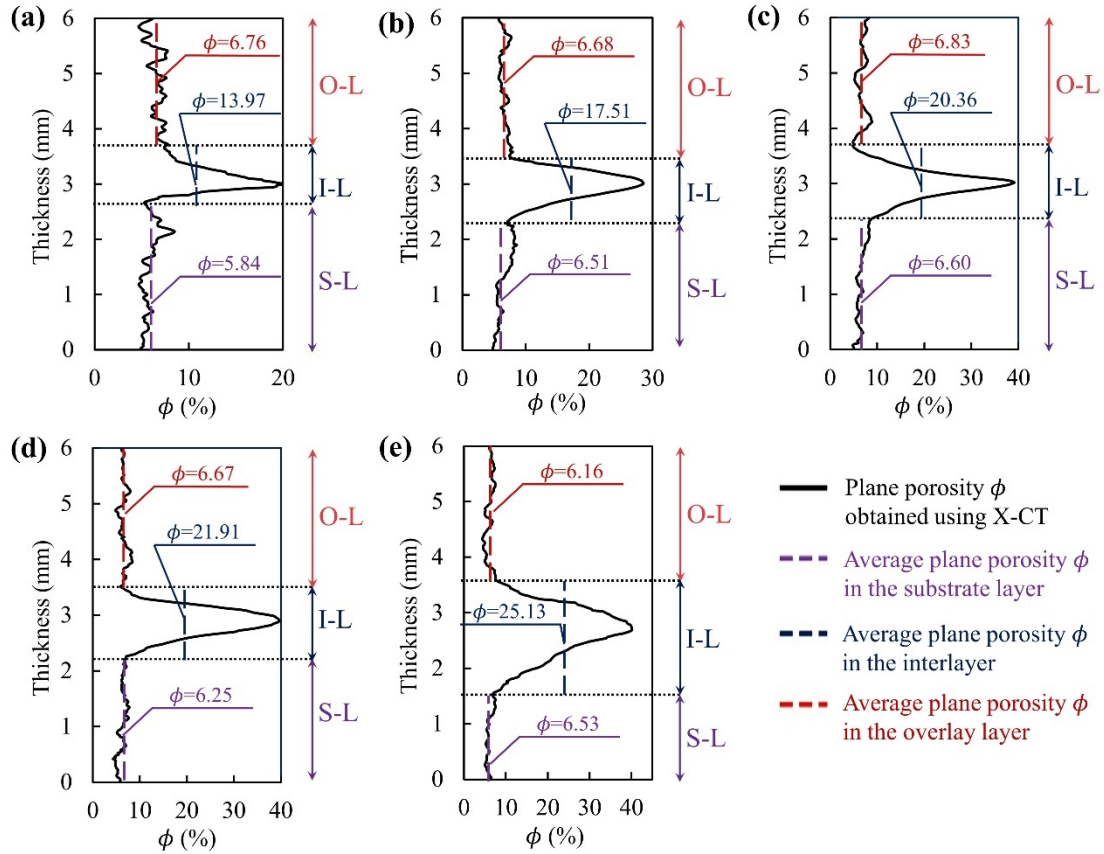 (a)
6
5
4
3
2
1
0
Thickness (mm)
ϕ=6.76
ϕ=13.97
ϕ=5.84
O-L
I-L
S-L
0 10 20
ϕ (%)
(b)
6
5
4
3
2
1
0
Thickness (mm)
ϕ=6.68
ϕ=17.51
ϕ=6.51
O-L
I-L
S-L
0 10 20 30
ϕ (%)
(c)
6
5
4
3
2
1
0
Thickness (mm)
ϕ=6.83
ϕ=20.36
ϕ=6.60
O-L
I-L
S-L
0 10 20 30 40
ϕ (%)
(d)
6
5
4
3
2
1
0
Thickness (mm)
ϕ=6.67
ϕ=21.91
ϕ=6.25
O-L
I-L
S-L
0 10 20 30 40
ϕ (%)
(e)
6
5
4
3
2
1
0
Thickness (mm)
ϕ=6.16
ϕ=25.13
ϕ=6.53
O-L
I-L
S-L
0 10 20 30 40
ϕ (%)
Plane porosity ϕ
obtained using X-CT
Average plane porosity ϕ
in the substrate layer
Average plane porosity ϕ
in the interlayer
Average plane porosity ϕ
in the overlay layer